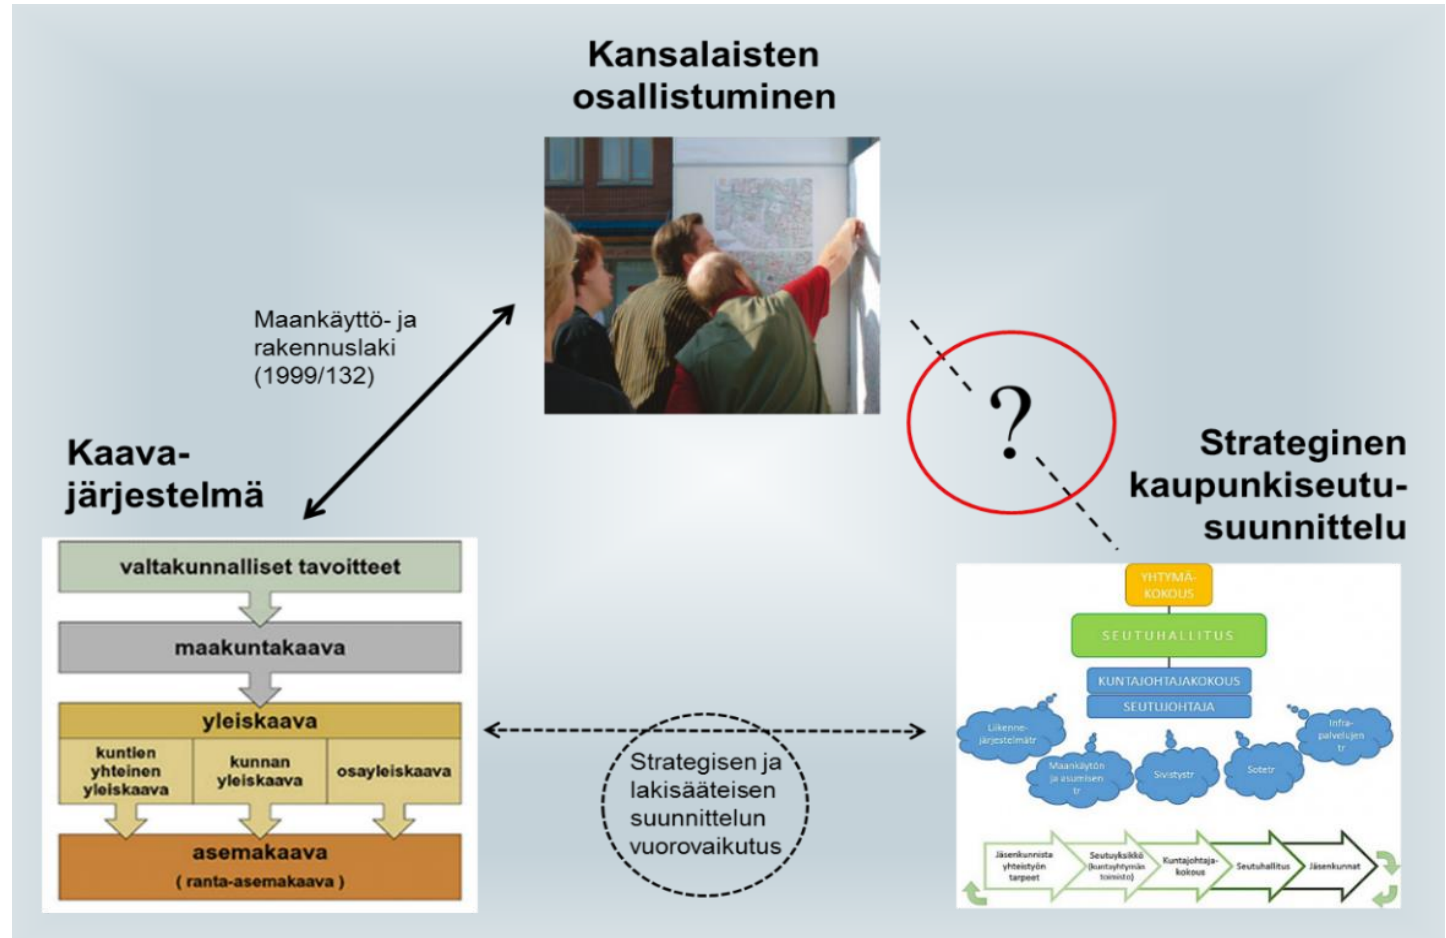 Kansalaisten
osallistuminen
Maankäyttö- ja
rakennuslaki
(1999/132)
?
Kaava-
järjestelmä
Strateginen
kaupunkiseutu-
suunnittelu
valtakunnalliset tavoitteet
maakuntakaava
yleiskaava
kuntien
yhteinen
yleiskaava
kunnan
yleiskaava
osayleiskaava
asemakaava
( ranta-asemakaava )
Strategisen ja
lakisääteisen
suunnittelun
vuorovaikutus
YHTYMÄ-
KOKOUS
SEUTUHALLITUS
KUNTAJOHTAJAKOKOUS
SEUTUJOHTAJA
Liikenne-
järjestelmätr
Maankäytön
ja asumisen
tr
Sivistystr
Sotetr
Infra-
palvelujen
tr
Jäsenkunnista
yhteistyön
tarpeet
Seutuyksikkö
(kuntayhtymän
toimisto)
Kuntajohtaja-
kokous
Seutuhallitus
Jäsenkunnat